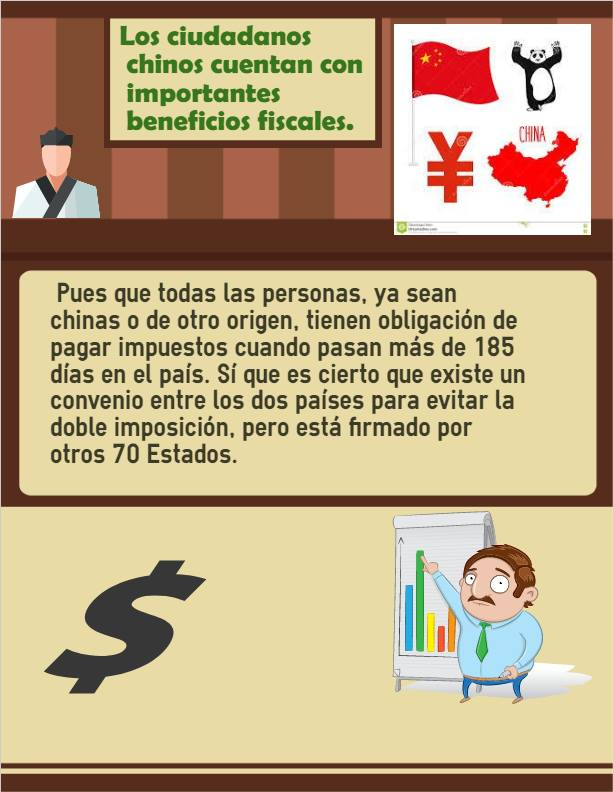 Los ciudadanos
chinos cuentan con
importantes
beneficios fiscales.
CHINA
Pues que todas las personas, ya sean
chinas o de otro origen, tienen obligación de
pagar impuestos cuando pasan más de 185
días en el país. Sí que es cierto que existe un
convenio entre los dos países para evitar la
doble imposición, pero está firmado por
otros 70 Estados.